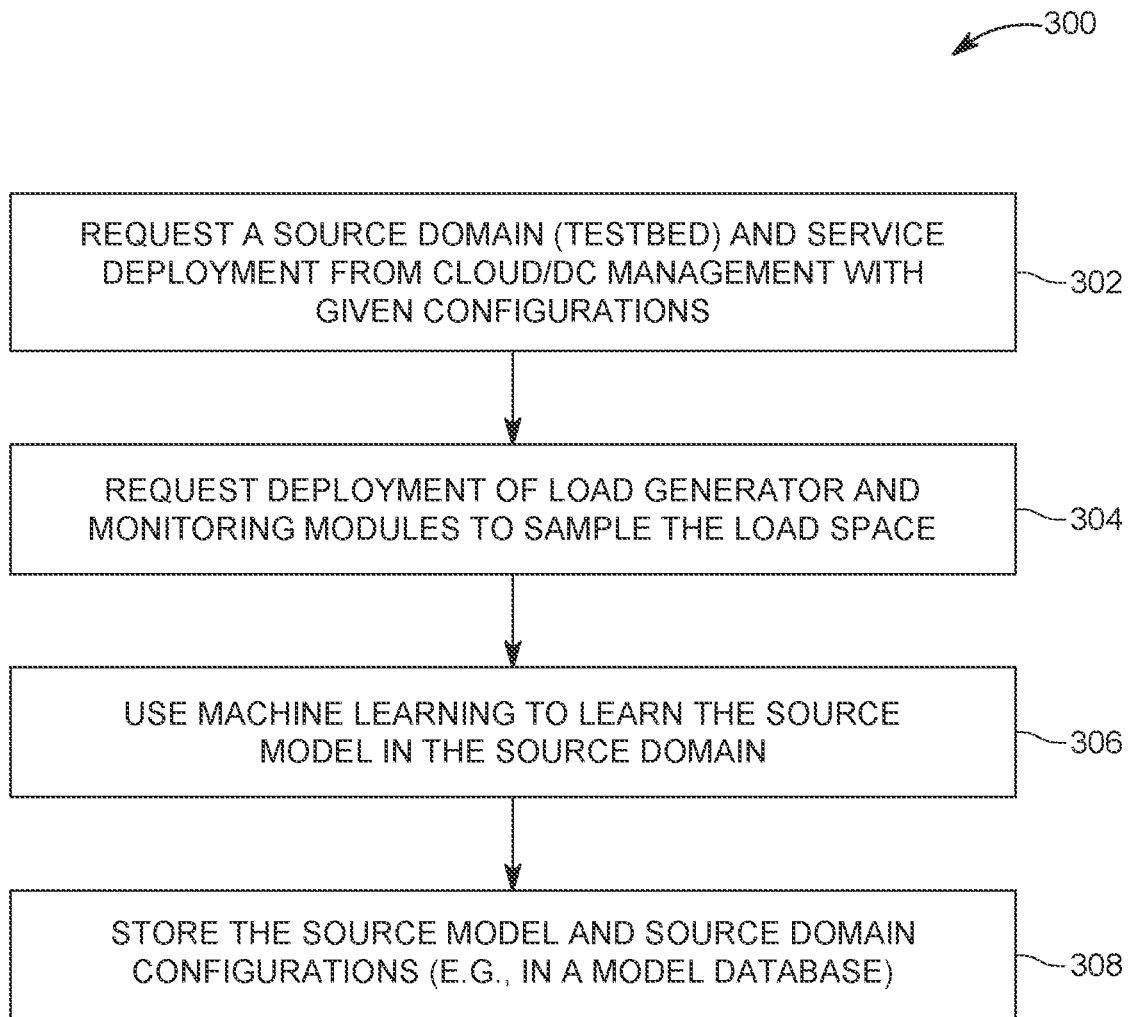 300
REQUEST A SOURCE DOMAIN (TESTBED) AND SERVICE
DEPLOYMENT FROM CLOUD/DC MANAGEMENT WITH
GIVEN CONFIGURATIONS
302
REQUEST DEPLOYMENT OF LOAD GENERATOR AND
MONITORING MODULES TO SAMPLE THE LOAD SPACE
304
USE MACHINE LEARNING TO LEARN THE SOURCE
MODEL IN THE SOURCE DOMAIN
306
STORE THE SOURCE MODEL AND SOURCE DOMAIN
CONFIGURATIONS (E.G., IN A MODEL DATABASE)
308